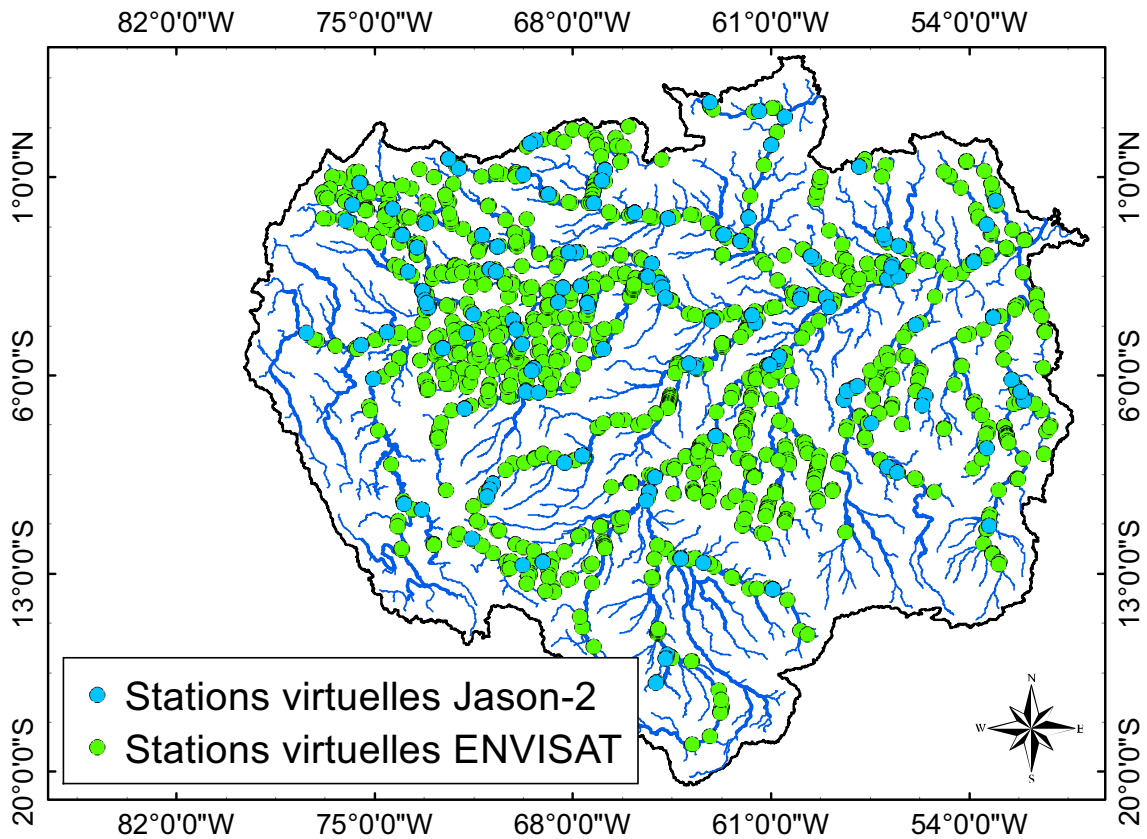 82°0'0"W 75°0'0"W 68°0'0"W 61°0'0"W 54°0'0"W
1°0'0"N 1°0'0"N
6°0'0"S 6°0'0"S
13°0'0"S 13°0'0"S
Stations virtuelles Jason-2
Stations virtuelles ENVISAT
N
W E
S
20°0'0"S 20°0'0"S
82°0'0"W 75°0'0"W 68°0'0"W 61°0'0"W 54°0'0"W